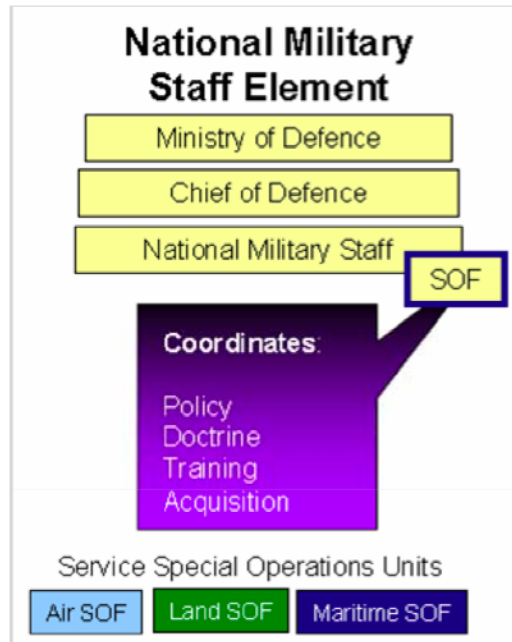 National Military
Staff Element
Ministry of Defence
Chief of Defence
National Military Staff
SOF
Coordinates:
Policy
Doctrine
Training
Acquisition
Service Special Operations Units
Air SOF
Land SOF
Maritime SOF